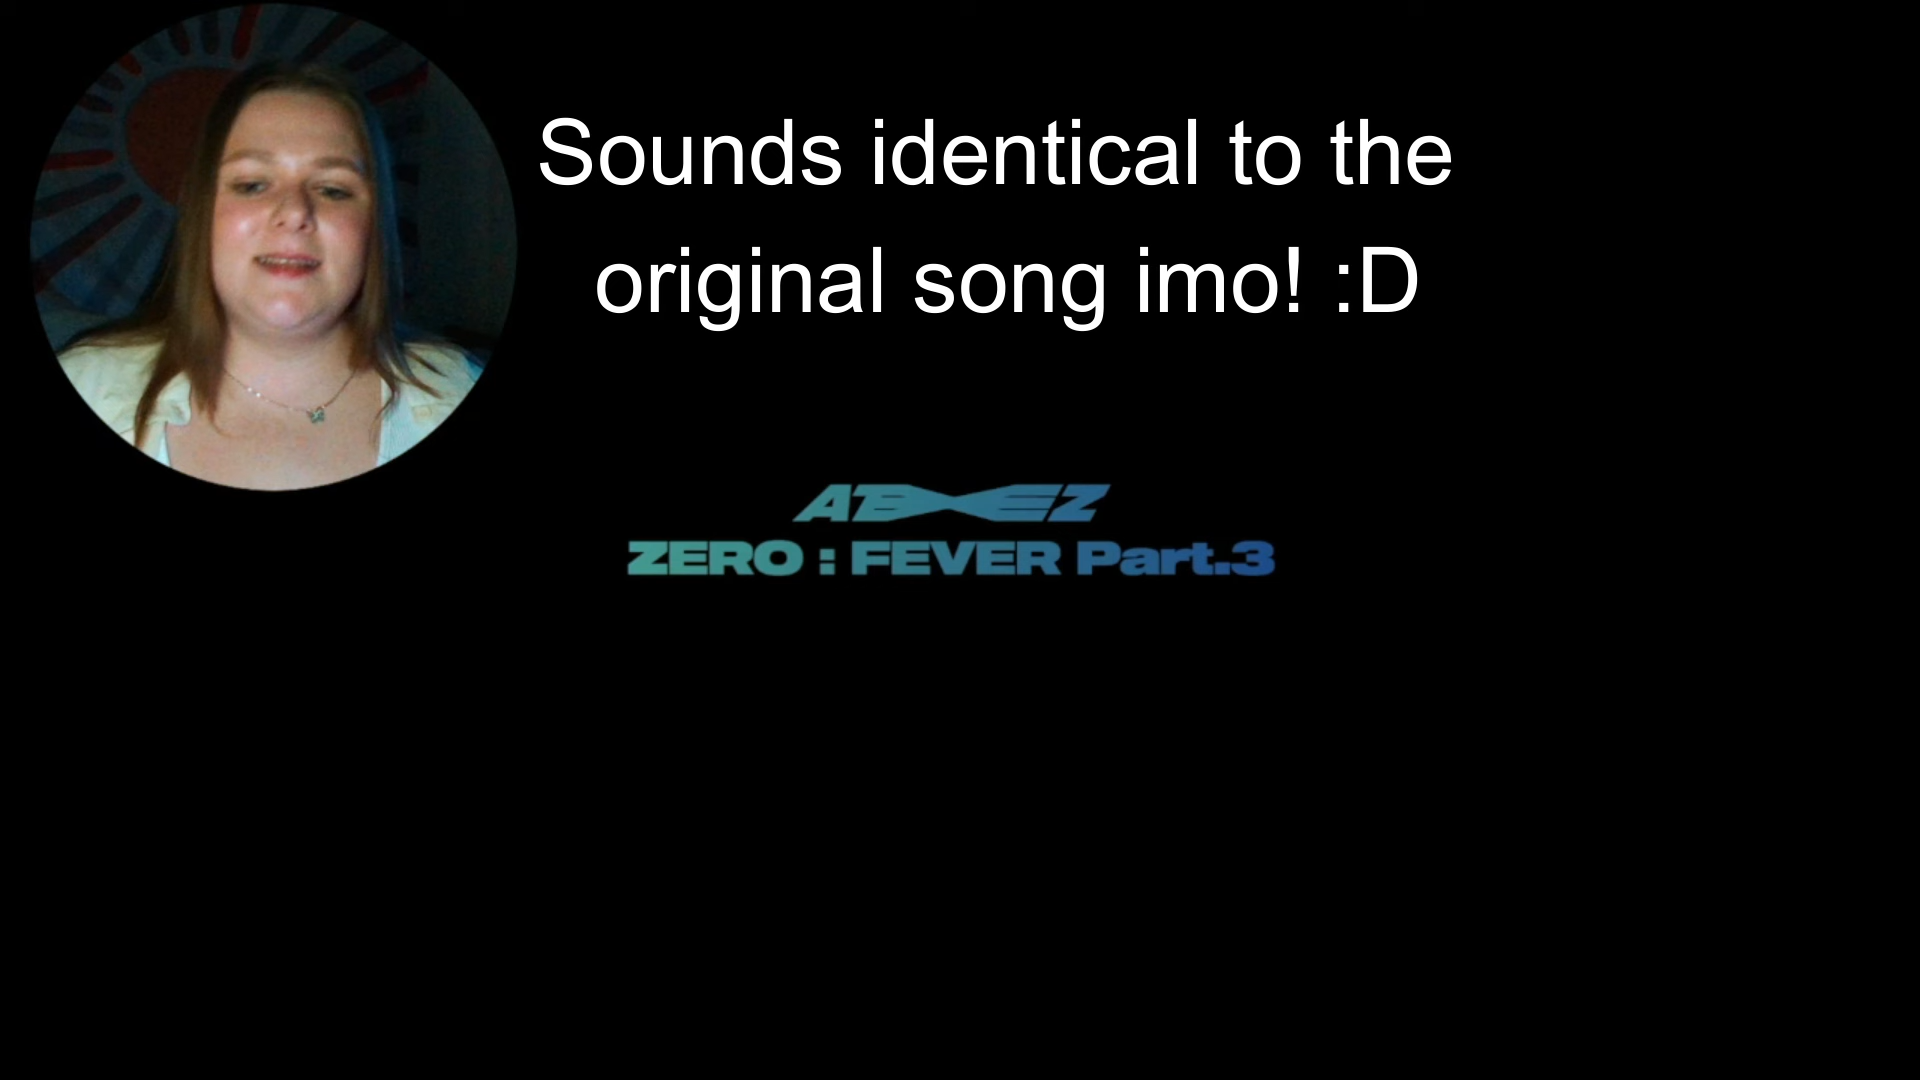 Sounds identical to the
original song imo! :D
ATEEZ
ZERO : FEVER Part.3